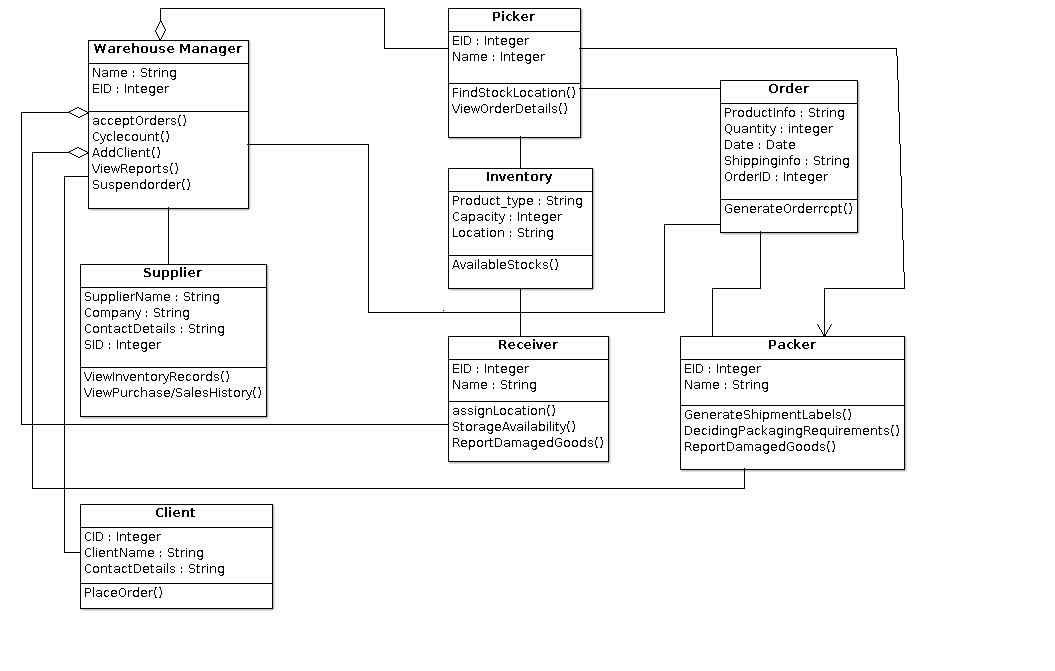 Picker
EID : Integer
Name : Integer
FindStockLocation()
ViewOrderDetails()
Warehouse Manager
Name : String
EID : Integer
acceptOrders()
Cyclecount()
AddClient()
ViewReports()
Suspendorder()
Order
ProductInfo : String
Quantity : integer
Date : Date
Shippinginfo : String
OrderID : Integer
GenerateOrderrcpt()
Inventory
Product_type : String
Capacity : Integer
Location : String
AvailableStocks()
Supplier
SupplierName : String
Company : String
ContactDetails : String
SID : Integer
ViewInventoryRecords()
ViewPurchase/SalesHistory()
Receiver
EID : Integer
Name : String
assignLocation()
StorageAvailability()
ReportDamagedGoods()
Packer
EID : Integer
Name : String
GenerateShipmentLabels()
DecidingPackagingRequirements()
ReportDamagedGoods()
Client
CID : Integer
ClientName : String
ContactDetails : String
PlaceOrder()